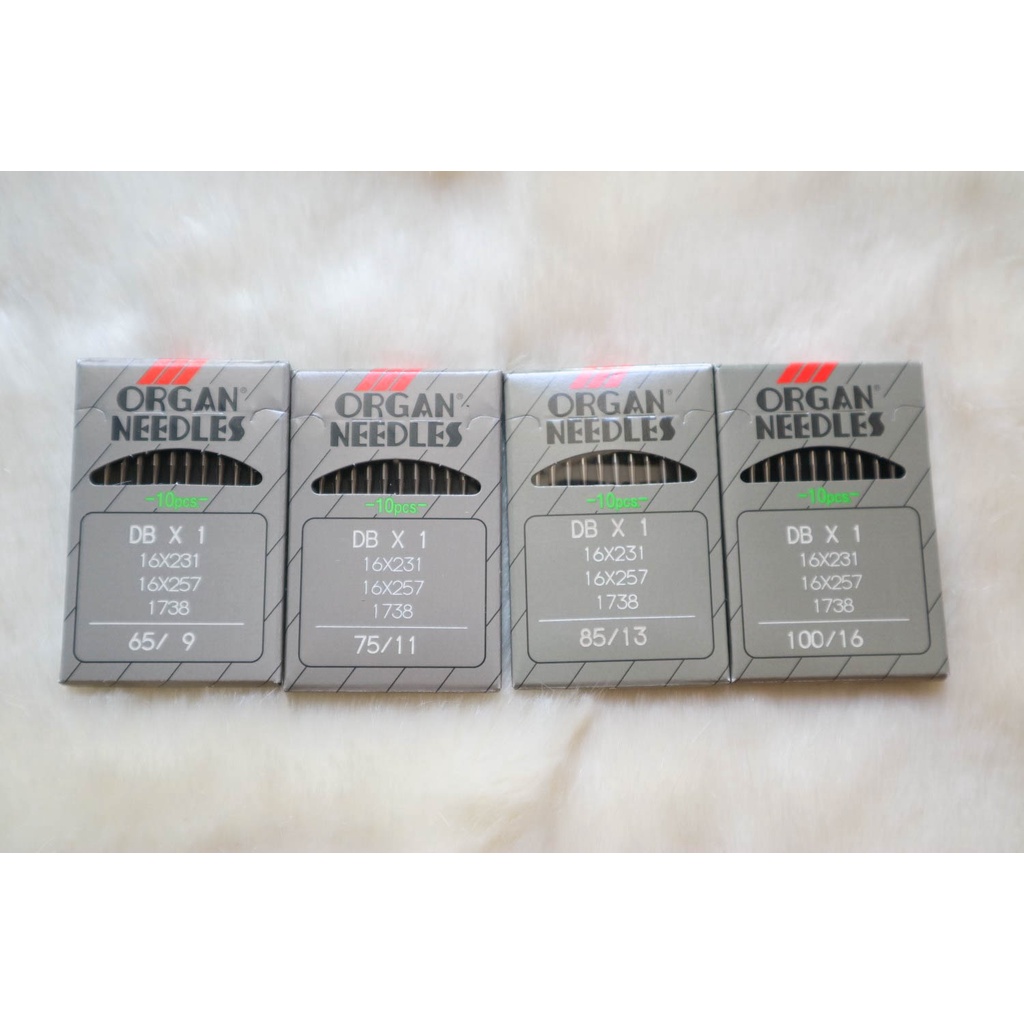 ORGAN®
NEEDLES
-10pcs-
DB X 1
16X231
16X257
1738
65/ 9
ORGAN®
NEEDLES
-10pcs-
DB X 1
16X231
16X257
1738
75/11
ORGAN®
NEEDLES
-10pcs-
DB X 1
16X231
16X257
1738
85/13
ORGAN®
NEEDLES
-10pcs-
DB X 1
16X231
16X257
1738
100/16